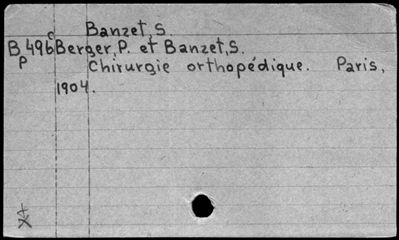 Banzet, S.
c
B 496 Berger, P. et Banzet, S.
P Chirurgie orthopédique. Paris,
1904.